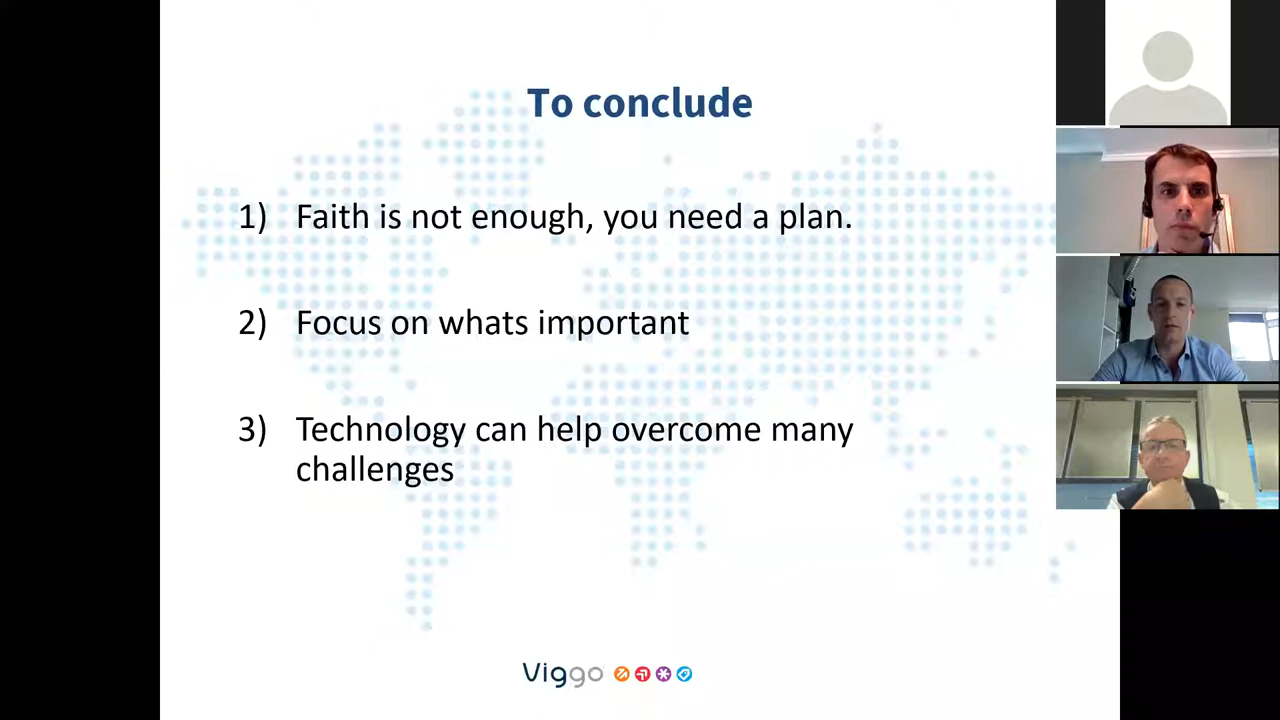 To conclude
1) Faith is not enough, you need a plan.
2) Focus on whats important
3) Technology can help overcome many
challenges
Viggo